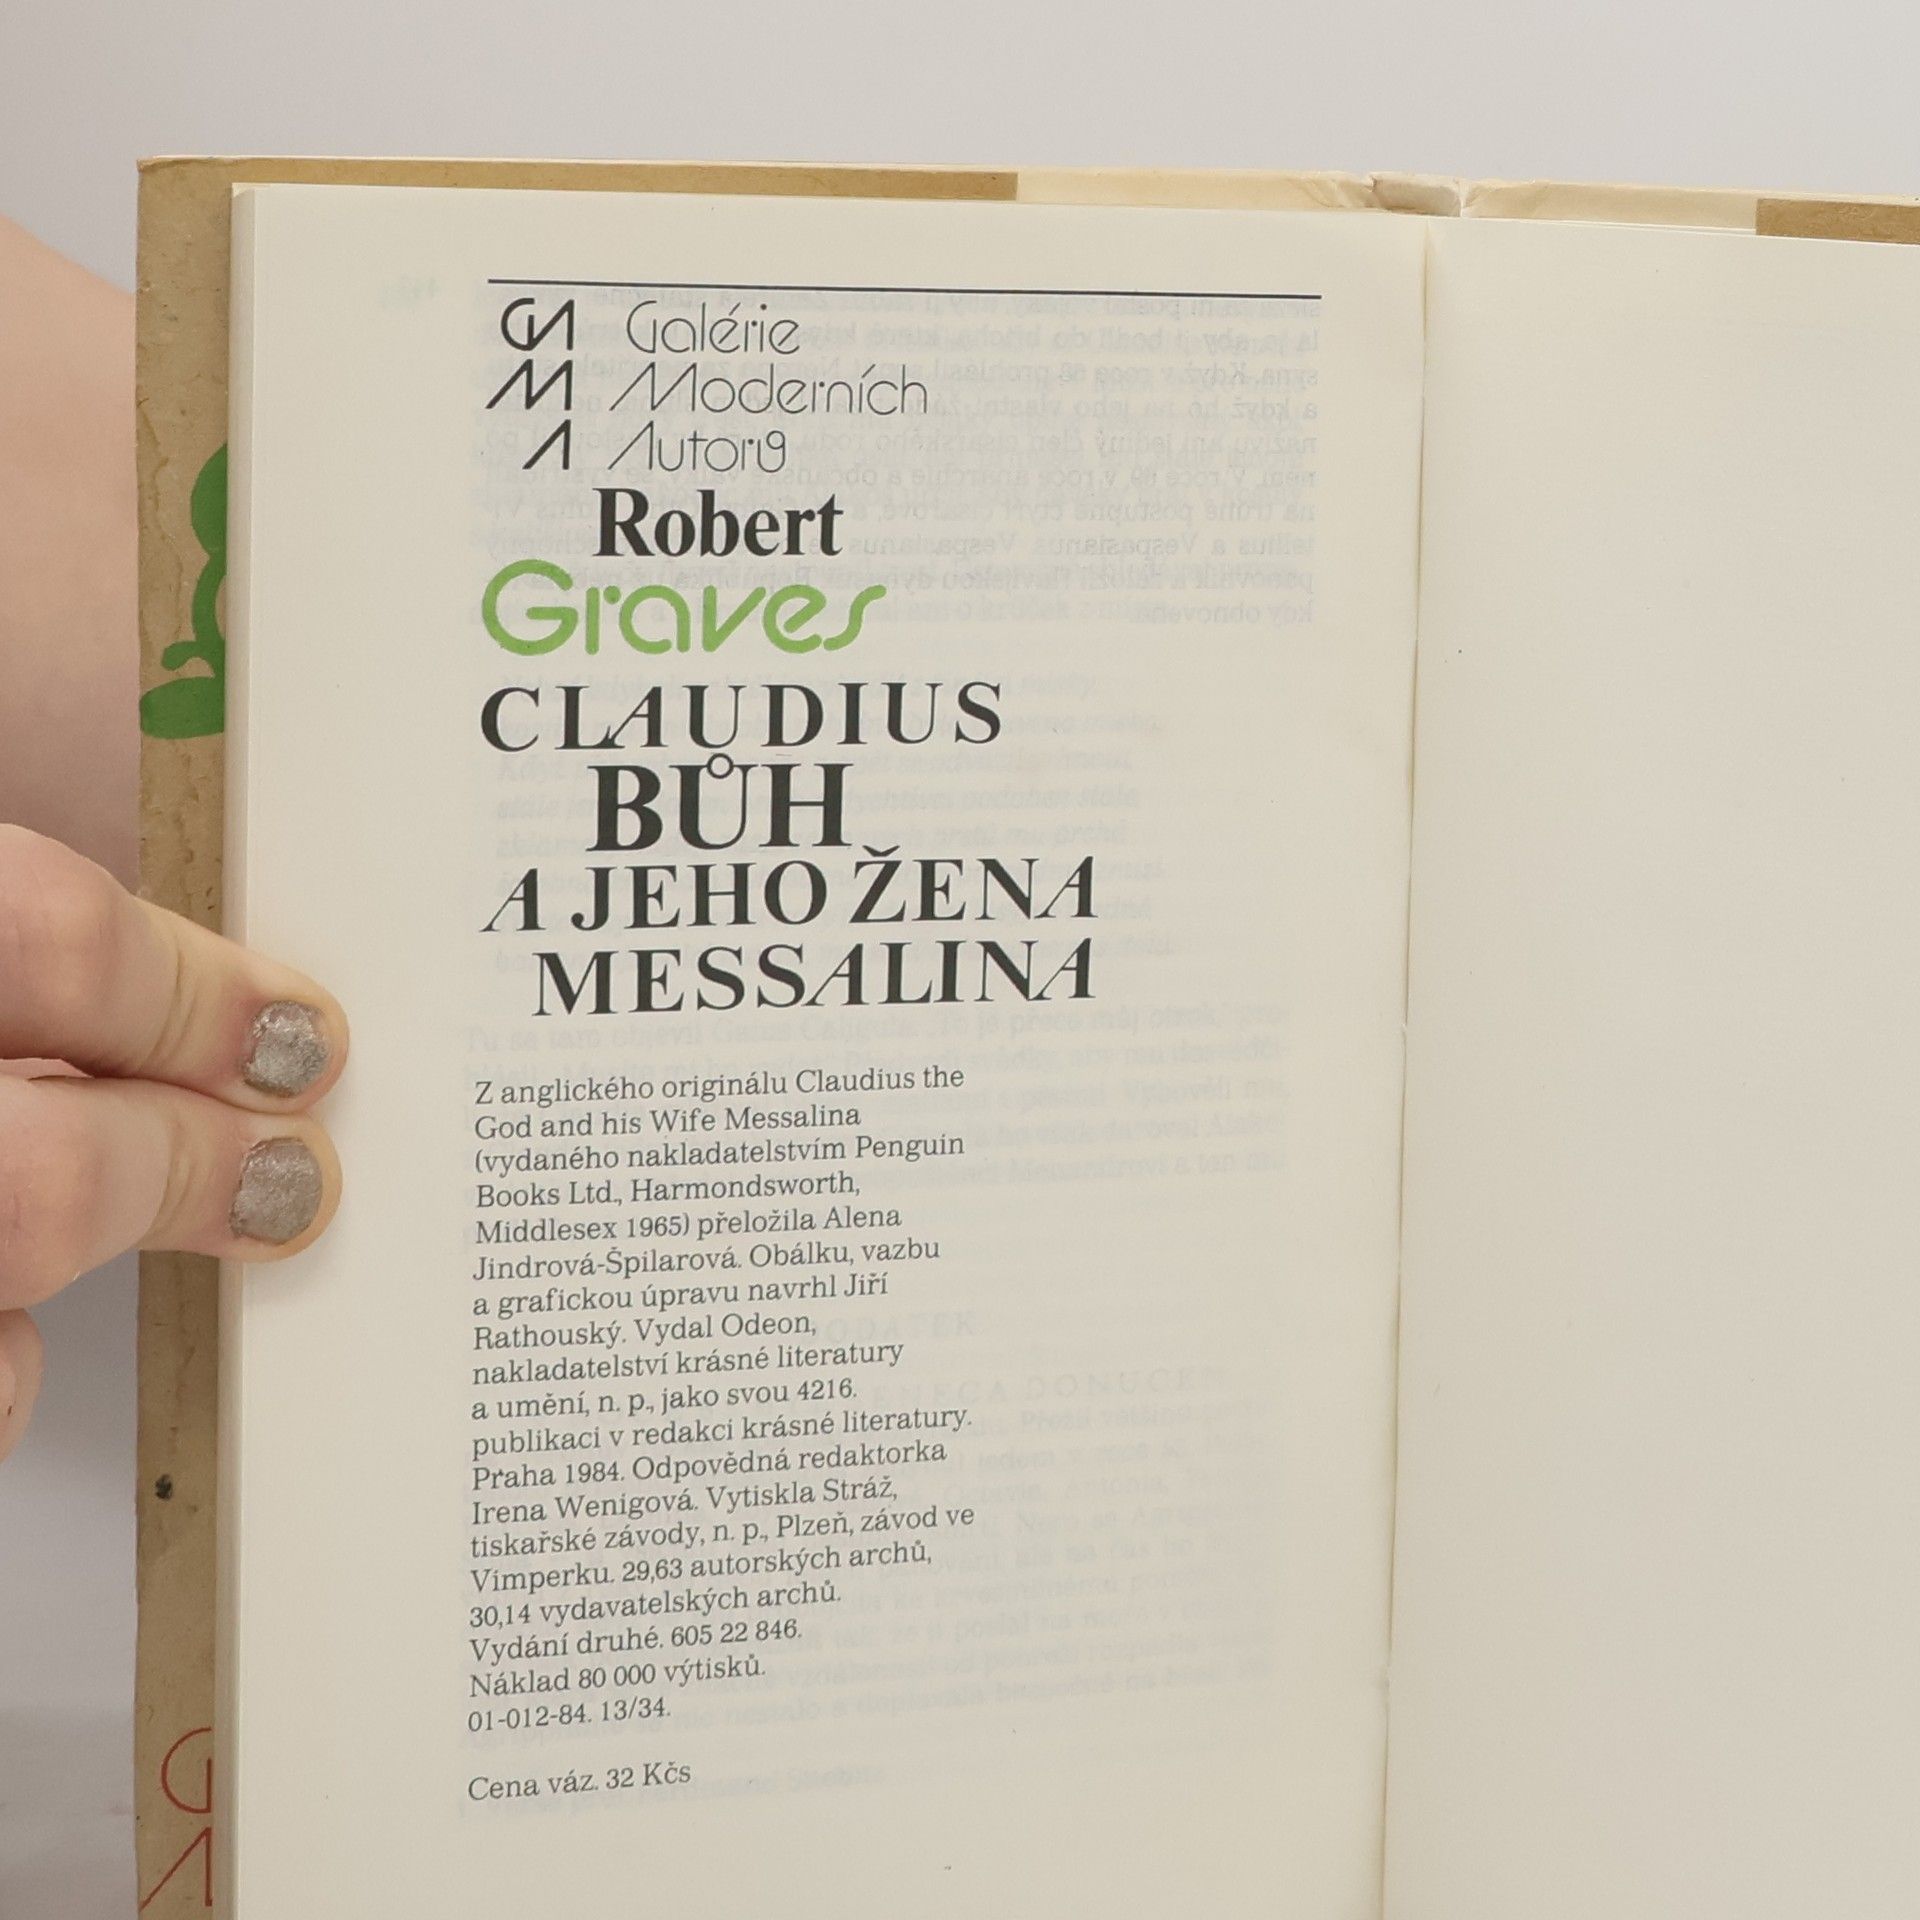 GM Galérie
M Moderních
A Autorů
Robert
Graves
CLAUDIUS
BŮH
A JEHO ŽENA
MESSALINA
Z anglického originálu Claudius the
God and his Wife Messalina
(vydaného nakladatelstvím Penguin
Books Ltd., Harmondsworth,
Middlesex 1965) přeložila Alena
Jindrová-Špilarová. Obálku, vazbu
a grafickou úpravu navrhl Jiří
Rathouský. Vydal Odeon,
nakladatelství krásné literatury
a umění, n. p., jako svou 4216.
publikaci v redakci krásné literatury.
Praha 1984. Odpovědná redaktorka
Irena Wenigová. Vytiskla Stráž,
tiskařské závody, n. p., Plzeň, závod ve
Vimperku. 29,63 autorských archů,
30,14 vydavatelských archů.
Vydání druhé. 605 22 846.
Náklad 80 000 výtisků.
01-012-84. 13/34.
Cena váz. 32 Kčs